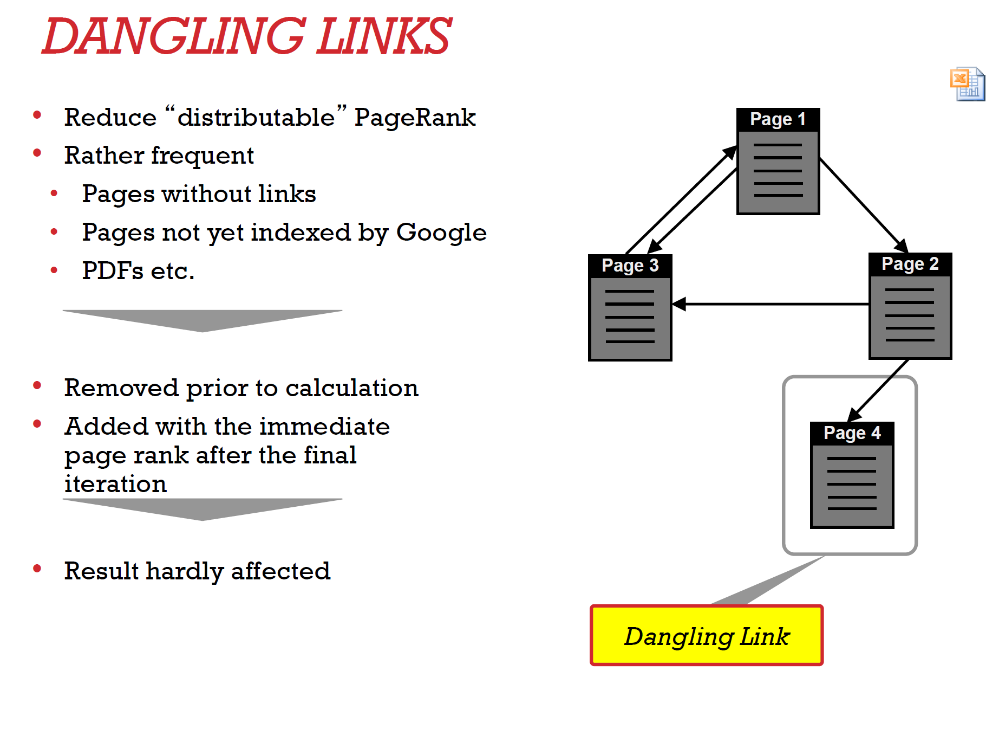 DANGLING LINKS
• Reduce “distributable” PageRank
• Rather frequent
• Pages without links
• Pages not yet indexed by Google
• PDFs etc.
• Removed prior to calculation
• Added with the immediate
page rank after the final
iteration
• Result hardly affected
Page 1
Page 3
Page 2
Page 4
Dangling Link